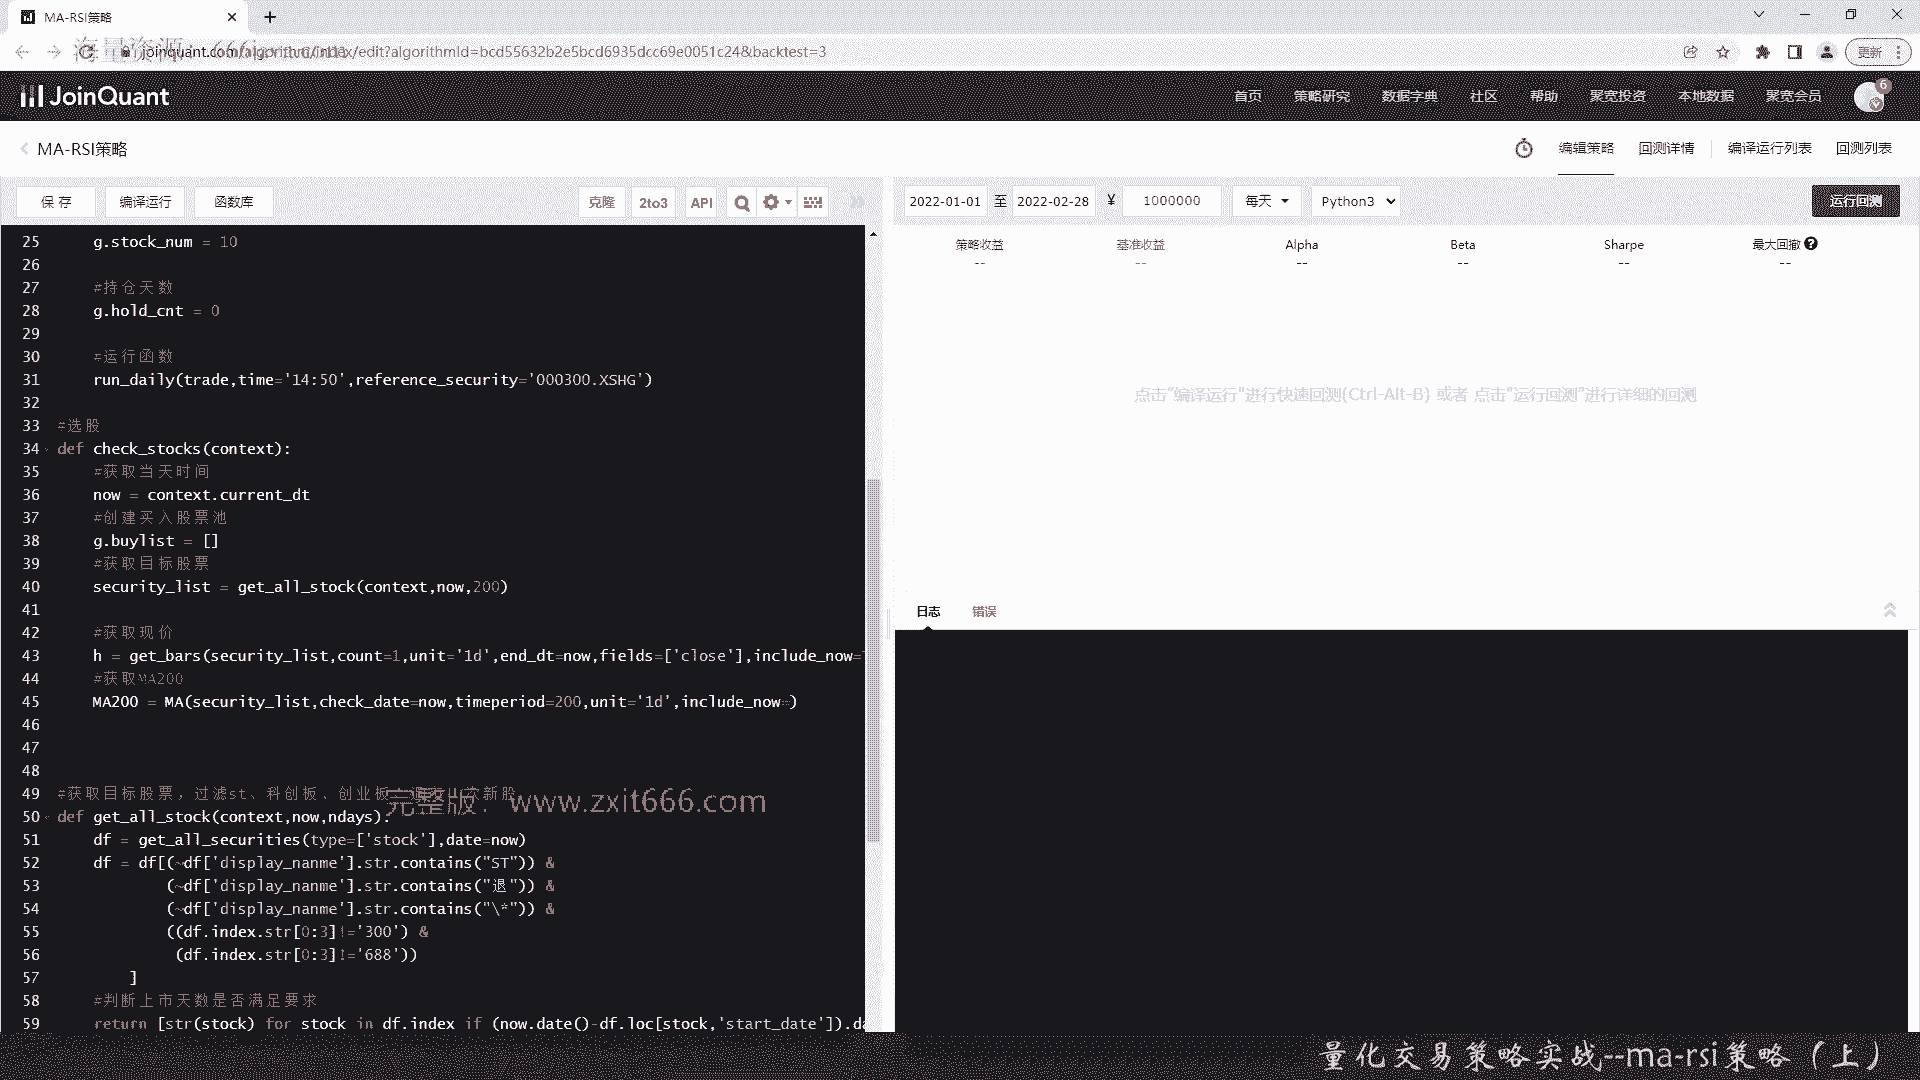 MA-RSI策略
joinquant.com/algorithm/index/edit?algorithmId=bcd55632b2e5bcd6935dcc69e0051c24&backtest=3
更新
JoinQuant
首页 策略研究 数据字典 社区 帮助 聚宽投资 本地数据 聚宽会员 6
MA-RSI策略
编辑策略 回测详情 编译运行列表 回测列表
保存 编译运行 函数库 克隆 2to3 API
2022-01-01 至 2022-02-28 ¥ 1000000 每天 Python3 运行回测
策略收益 基准收益 Alpha Beta Sharpe 最大回撤
-- -- -- -- -- --
点击"编译运行"进行快速回测(Ctrl-Alt-B) 或者 点击"运行回测"进行详细的回测
日志 错误
25 g.stock_num = 10
26
27 #持仓天数
28 g.hold_cnt = 0
29
30 #运行函数
31 run_daily(trade,time='14:50',reference_security='000300.XSHG')
32
33 #选股
34 def check_stocks(context):
35 #获取当天时间
36 now = context.current_dt
37 #创建买入股票池
38 g.buylist = []
39 #获取目标股票
40 security_list = get_all_stock(context,now,200)
41
42 #获取现价
43 h = get_bars(security_list,count=1,unit='1d',end_dt=now,fields=['close'],include_now=
44 #获取MA200
45 MA200 = MA(security_list,check_date=now,timeperiod=200,unit='1d',include_now=)
46
47
48
49 #获取目标股票，过滤st、科创板、创业板
50 def get_all_stock(context,now,ndays):
51 df = get_all_securities(type=['stock'],date=now)
52 df = df[(~df['display_nanme'].str.contains("ST")) &
53 (~df['display_nanme'].str.contains("退")) &
54 (~df['display_nanme'].str.contains("\*")) &
55 ((df.index.str[0:3]!='300') &
56 (df.index.str[0:3]!='688'))
57 ]
58 #判断上市天数是否满足要求
59 return [str(stock) for stock in df.index if (now.date()-df.loc[stock,'start_date']).da
完整版：www.zxit666.com
量化交易策略实战--ma-rsi策略（上）